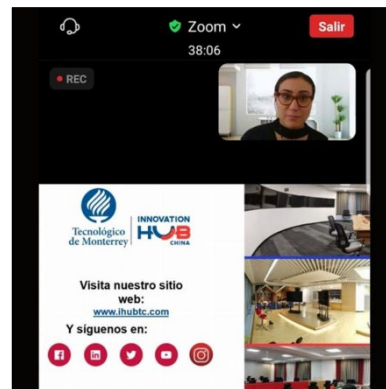 Zoom
Salir
38:06
REC
Tecnológico
de Monterrey
INNOVATION
HUB
CHINA
Visita nuestro sitio
web:
www.ihubtc.com
Y síguenos en: